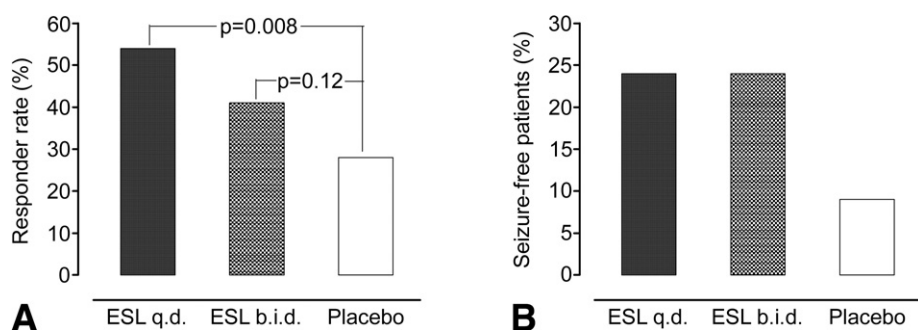 Responder rate (%)
60
50
40
30
20
10
0
p=0.008
p=0.12
ESL q.d. ESL b.i.d. Placebo
A
Seizure-free patients (%)
30
25
20
15
10
5
0
ESL q.d. ESL b.i.d. Placebo
B